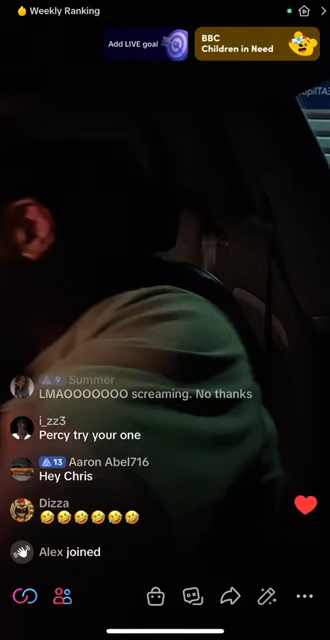 Weekly Ranking
Add LIVE goal
BBC
Children in Need
9 Summer
LMAOOOOOOO screaming. No thanks
i_zz3
Percy try your one
13 Aaron Abel716
Hey Chris
Dizza
🤣🤣🤣🤣🤣🤣
Alex joined